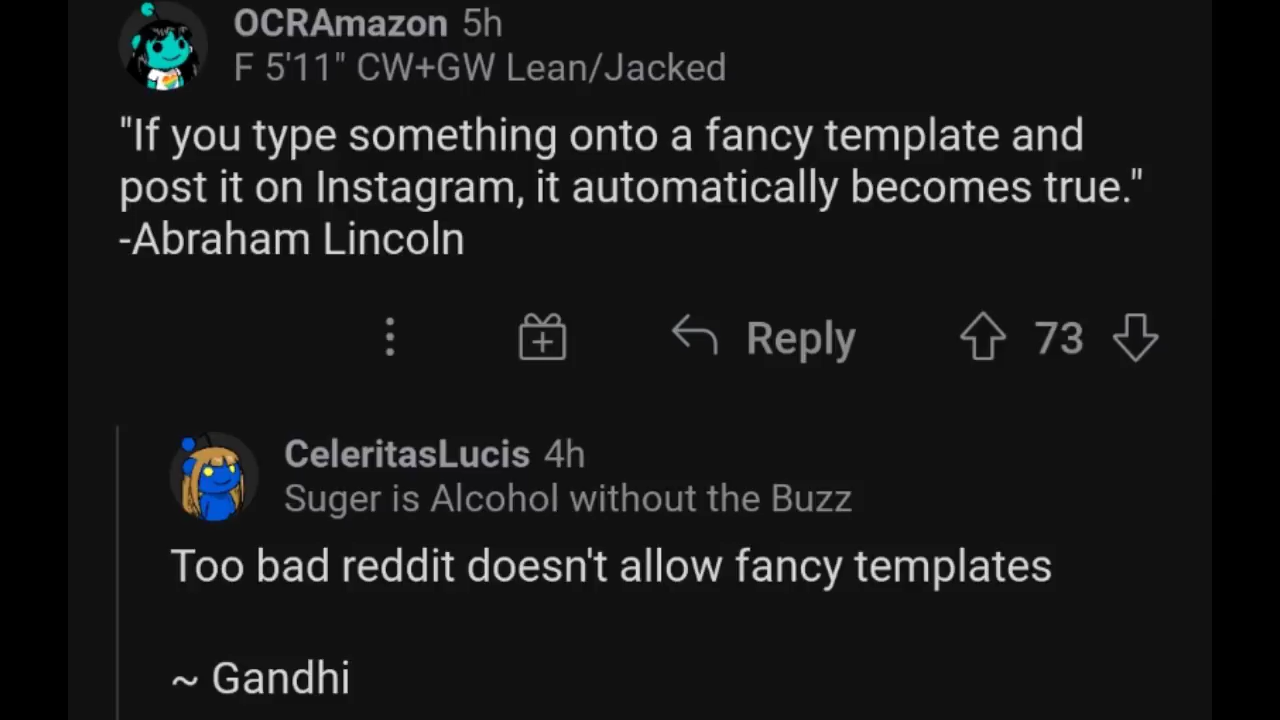 OCRAmazon 5h
F 5'11" CW+GW Lean/Jacked
"If you type something onto a fancy template and
post it on Instagram, it automatically becomes true."
-Abraham Lincoln
Reply 73
CeleritasLucis 4h
Suger is Alcohol without the Buzz
Too bad reddit doesn't allow fancy templates
~ Gandhi